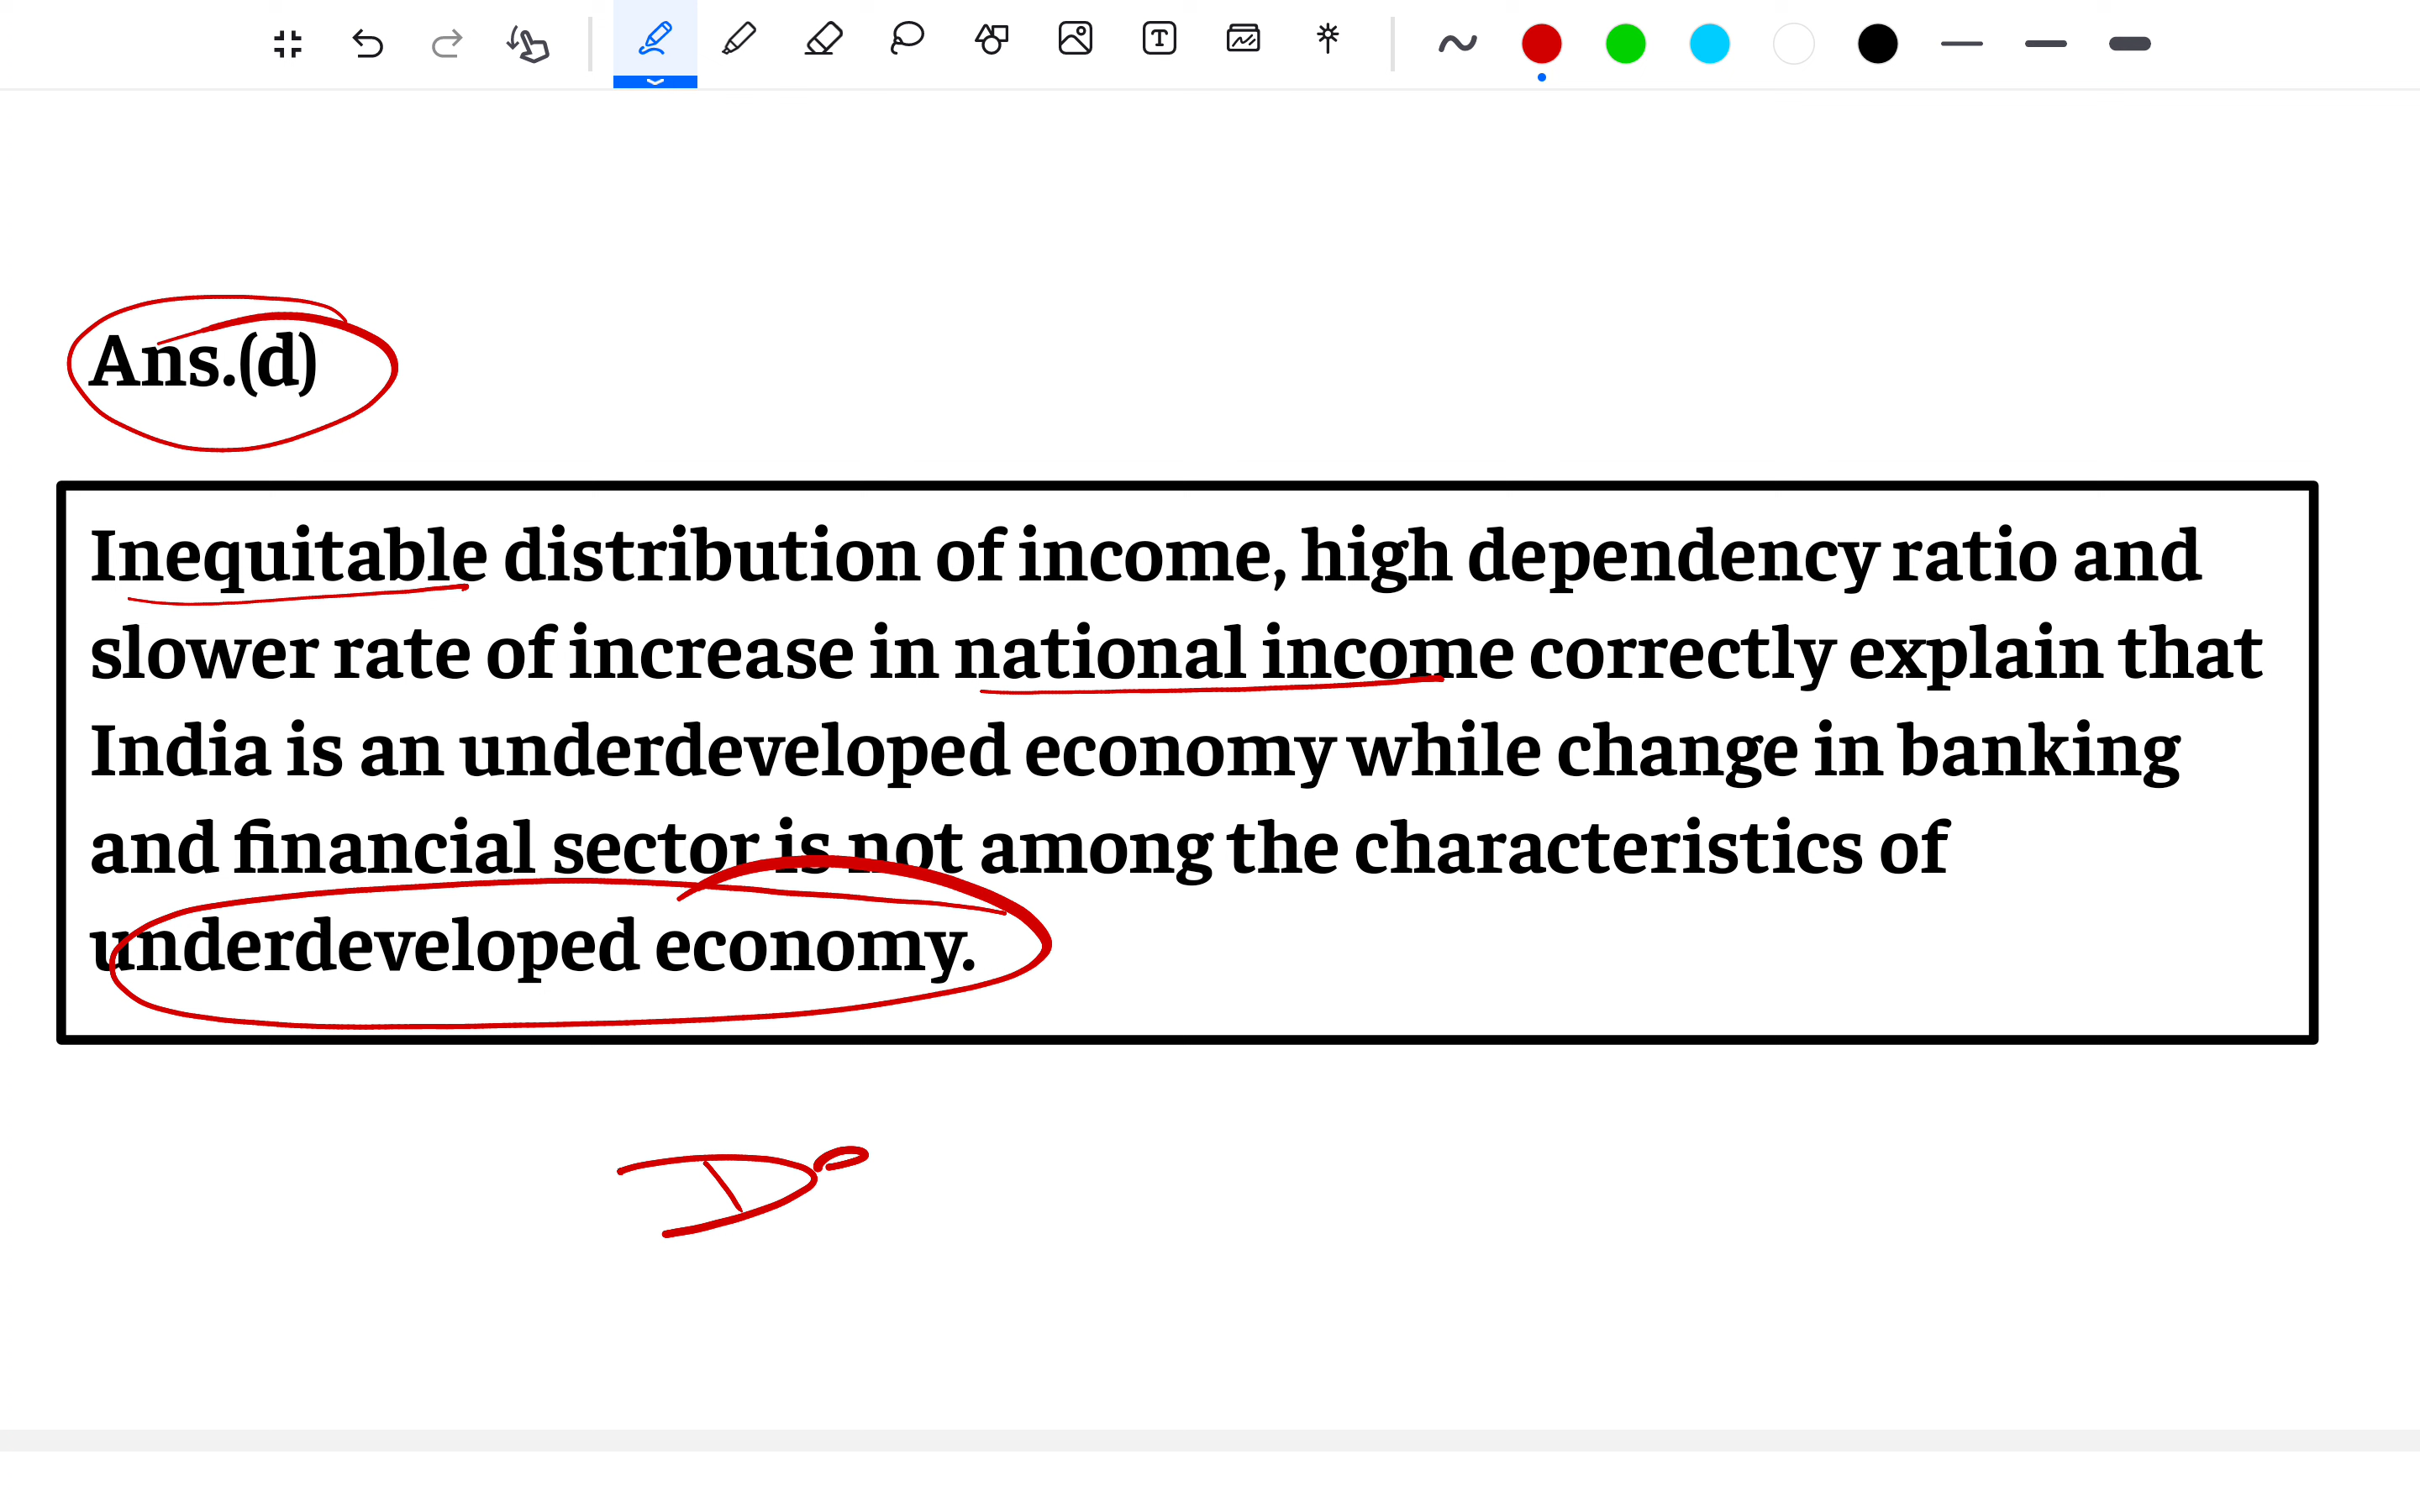 Ans.(d)
Inequitable distribution of income, high dependency ratio and
slower rate of increase in national income correctly explain that
India is an underdeveloped economy while change in banking
and financial sector is not among the characteristics of
underdeveloped economy.
D